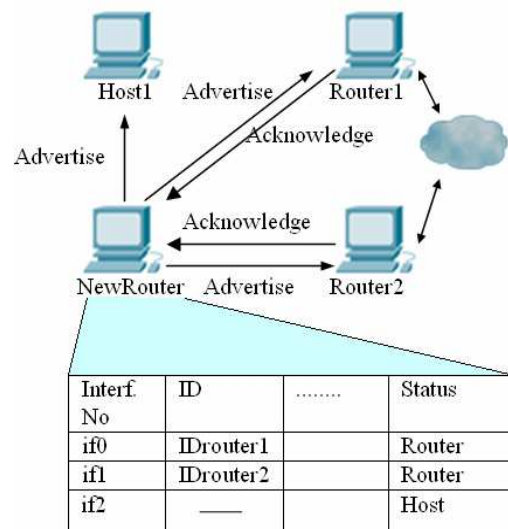 Host1
Advertise
Router1
Acknowledge
Advertise
Acknowledge
NewRouter
Advertise
Router2
Interf. No
ID
........
Status
if0
IDrouter1
Router
if1
IDrouter2
Router
if2
Host